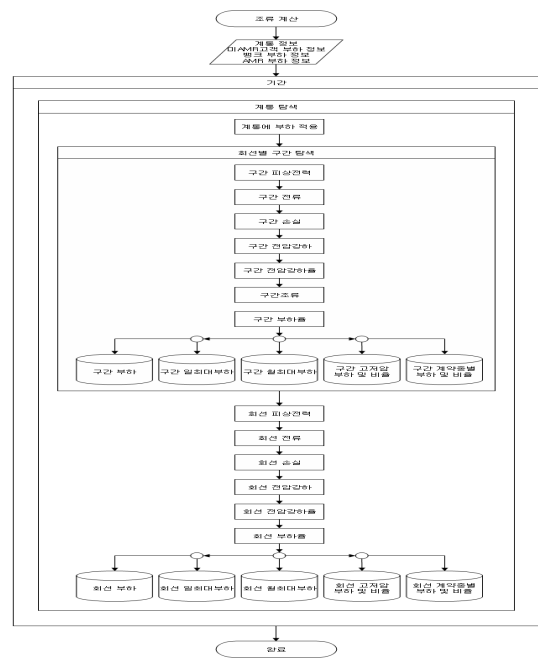 조류 계산
계통 정보
미AMR고객 부하 정보
뱅크 부하 정보
AMR 부하 정보
기간
계통 탐색
계통에 부하 적용
회선별 구간 탐색
구간 피상전력
구간 전류
구간 손실
구간 전압강하
구간 전압강하율
구간조류
구간 부하율
구간 부하
구간 일최대부하
구간 월최대부하
구간 고저압
부하 및 비율
구간 계약종별
부하 및 비율
회선 피상전력
회선 전류
회선 손실
회선 전압강하
회선 전압강하율
회선 부하율
회선 부하
회선 일최대부하
회선 월최대부하
회선 고저압
부하 및 비율
회선 계약종별
부하 및 비율
완료